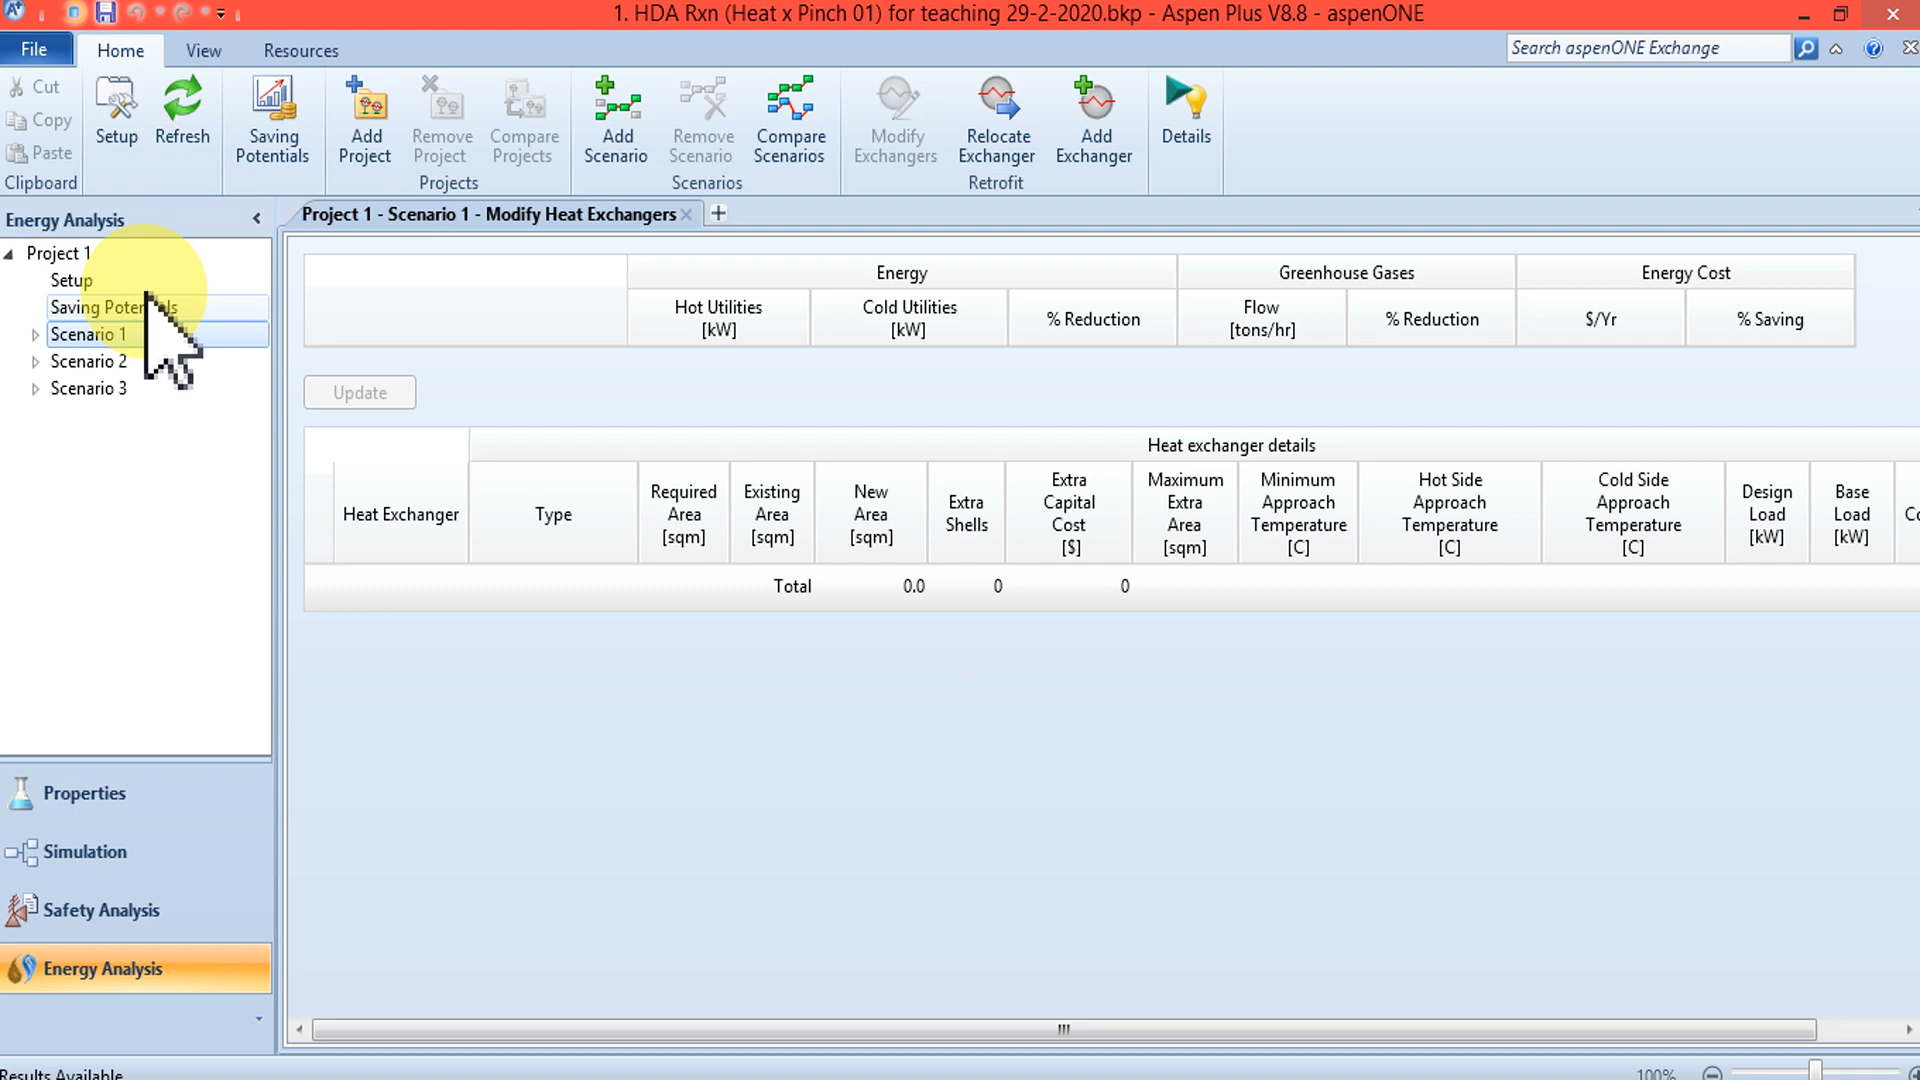 1. HDA Rxn (Heat x Pinch 01) for teaching 29-2-2020.bkp - Aspen Plus V8.8 - aspenONE
File
Home
View
Resources
Search aspenONE Exchange
Cut
Copy
Paste
Clipboard
Setup
Refresh
Saving
Potentials
Add
Project
Remove
Project
Compare
Projects
Projects
Add
Scenario
Remove
Scenario
Compare
Scenarios
Scenarios
Modify
Exchangers
Relocate
Exchanger
Add
Exchanger
Retrofit
Details
Energy Analysis
Project 1
Setup
Saving Potentials
Scenario 1
Scenario 2
Scenario 3
Properties
Simulation
Safety Analysis
Energy Analysis
Project 1 - Scenario 1 - Modify Heat Exchangers
Energy
Greenhouse Gases
Energy Cost
Hot Utilities
[kW]
Cold Utilities
[kW]
% Reduction
Flow
[tons/hr]
% Reduction
$/Yr
% Saving
Update
Heat exchanger details
Heat Exchanger
Type
Required
Area
[sqm]
Existing
Area
[sqm]
New
Area
[sqm]
Extra
Shells
Extra
Capital
Cost
[$]
Maximum
Extra
Area
[sqm]
Minimum
Approach
Temperature
[C]
Hot Side
Approach
Temperature
[C]
Cold Side
Approach
Temperature
[C]
Design
Load
[kW]
Base
Load
[kW]
Total 0.0 0 0
Results Available
100%